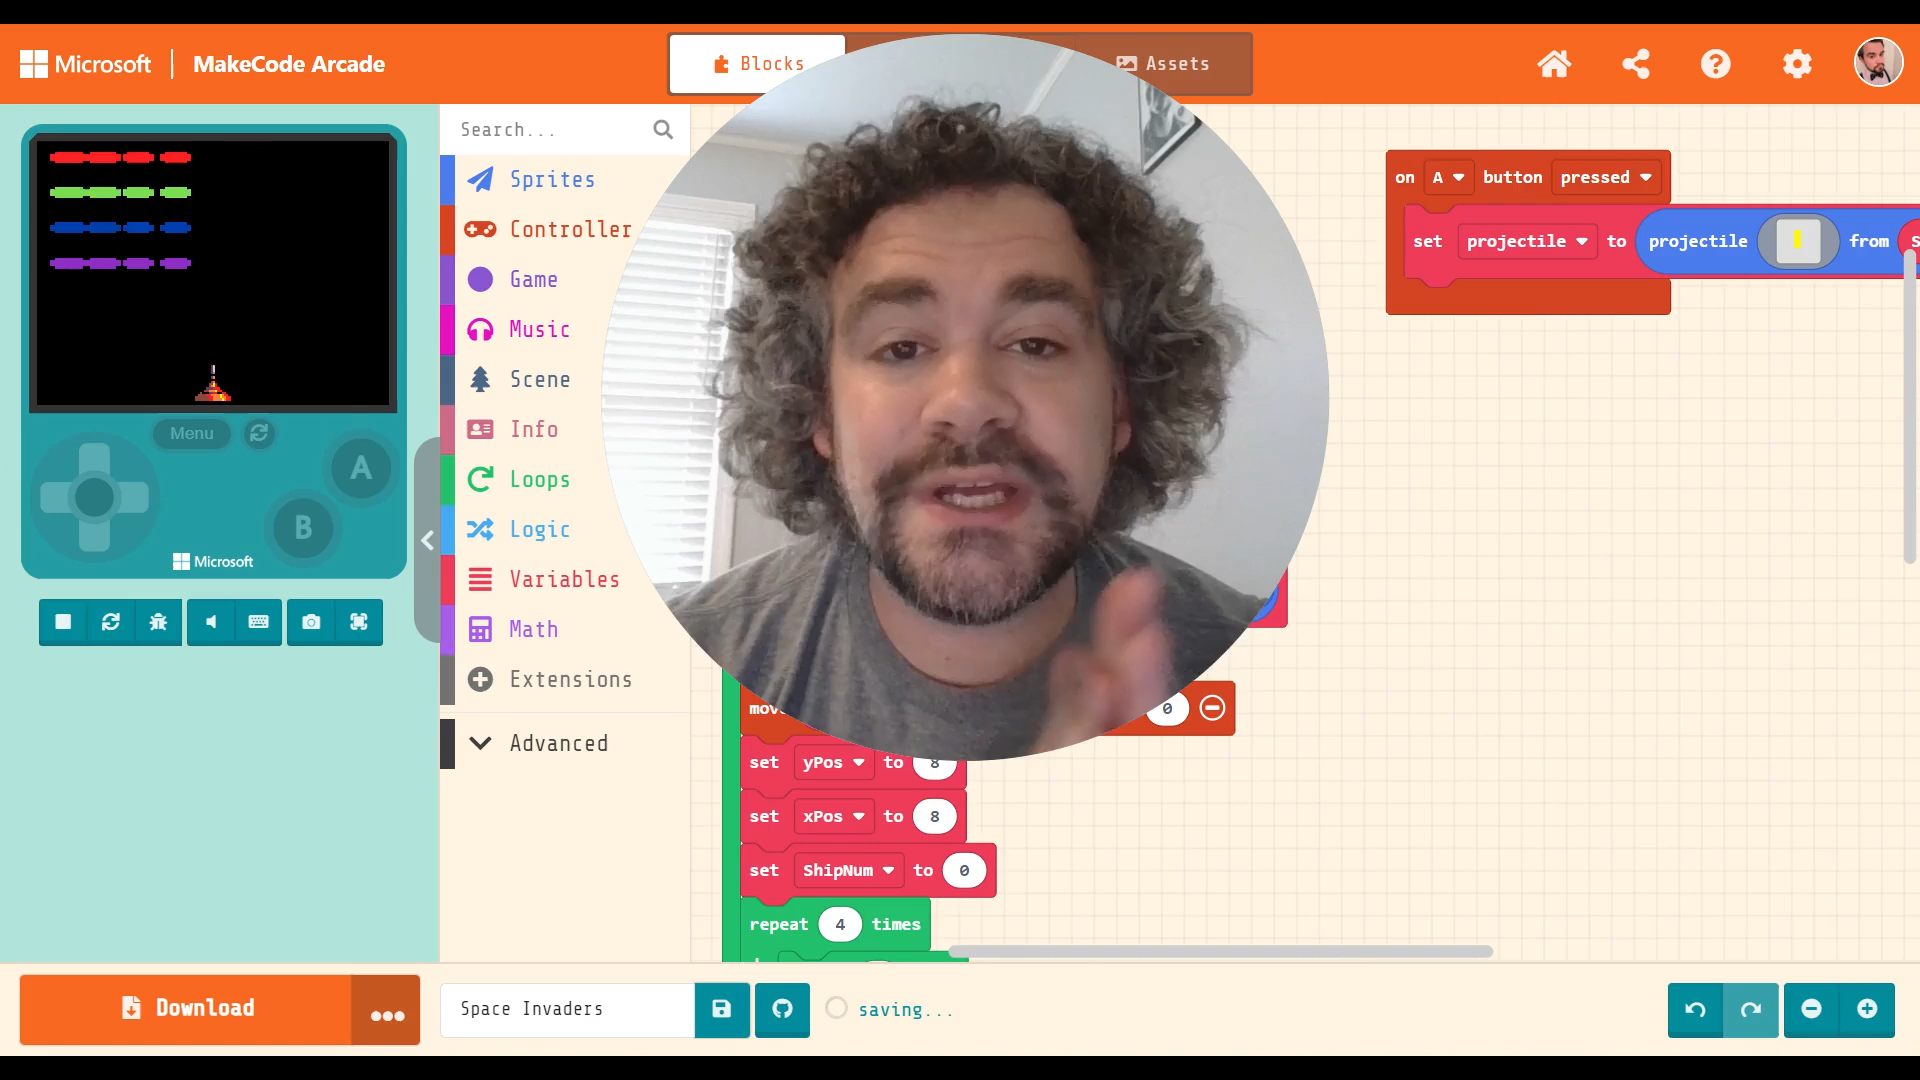 Microsoft | MakeCode Arcade
Blocks
Assets
Search...
Sprites
Controller
Game
Music
Scene
Info
Loops
Logic
Variables
Math
Extensions
Advanced
Menu
A
B
Microsoft
on A button pressed
set projectile to projectile from
0
set yPos to 8
set xPos to 8
set ShipNum to 0
repeat 4 times
Download
Space Invaders
saving...